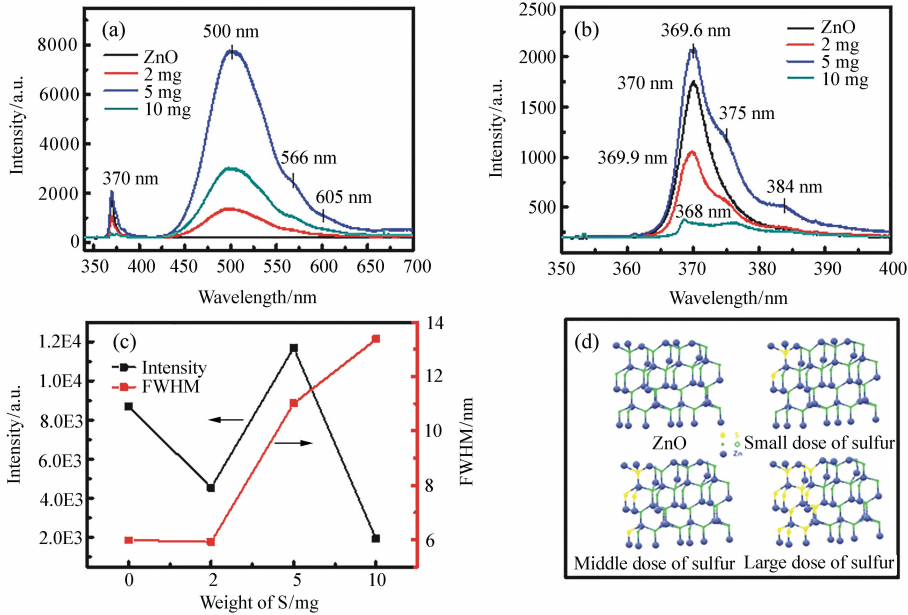 (a)
500 nm
ZnO
2 mg
5 mg
10 mg
370 nm
566 nm
605 nm
8000
6000
4000
2000
0
Intensity/a.u.
350 400 450 500 550 600 650 700
Wavelength/nm
(b)
369.6 nm
ZnO
2 mg
5 mg
10 mg
370 nm
375 nm
369.9 nm
384 nm
368 nm
2500
2000
1500
1000
500
Intensity/a.u.
350 360 370 380 390 400
Wavelength/nm
(c)
Intensity
FWHM
1.2E4
1.0E4
8.0E3
6.0E3
4.0E3
2.0E3
Intensity/a.u.
14
12
10
8
6
FWHM/nm
0 2 5 10
Weight of S/mg
(d)
ZnO
S
O
Zn
Small dose of sulfur
Middle dose of sulfur
Large dose of sulfur